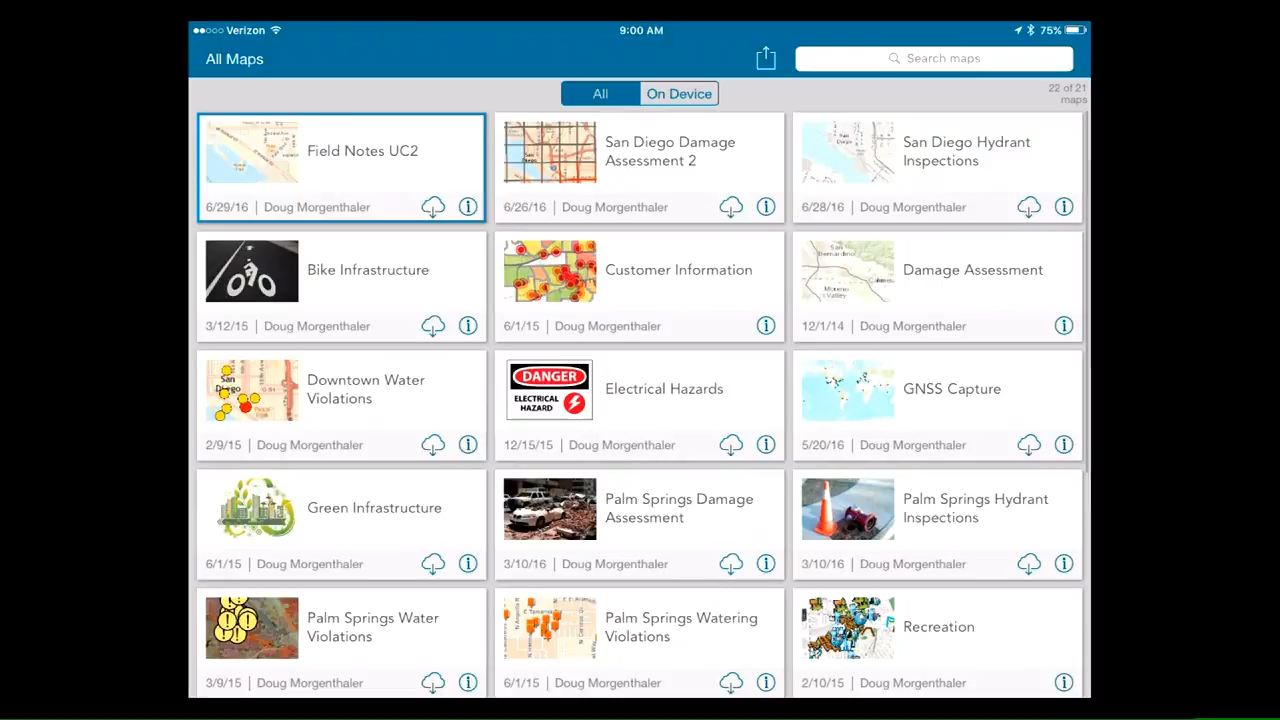 Verizon
9:00 AM
75%
All Maps
Search maps
All
On Device
22 of 21
maps
Field Notes UC2
6/29/16 | Doug Morgenthaler
San Diego Damage
Assessment 2
6/26/16 | Doug Morgenthaler
San Diego Hydrant
Inspections
6/28/16 | Doug Morgenthaler
Bike Infrastructure
3/12/15 | Doug Morgenthaler
Customer Information
6/1/15 | Doug Morgenthaler
Damage Assessment
12/1/14 | Doug Morgenthaler
San
Downtown Water
Violations
2/9/15 | Doug Morgenthaler
DANGER
ELECTRICAL
HAZARD
Electrical Hazards
12/15/15 | Doug Morgenthaler
GNSS Capture
5/20/16 | Doug Morgenthaler
Green Infrastructure
6/1/15 | Doug Morgenthaler
Palm Springs Damage
Assessment
3/10/16 | Doug Morgenthaler
Palm Springs Hydrant
Inspections
3/10/16 | Doug Morgenthaler
Palm Springs Water
Violations
3/9/15 | Doug Morgenthaler
Palm Springs Watering
Violations
6/1/15 | Doug Morgenthaler
Recreation
2/10/15 | Doug Morgenthaler